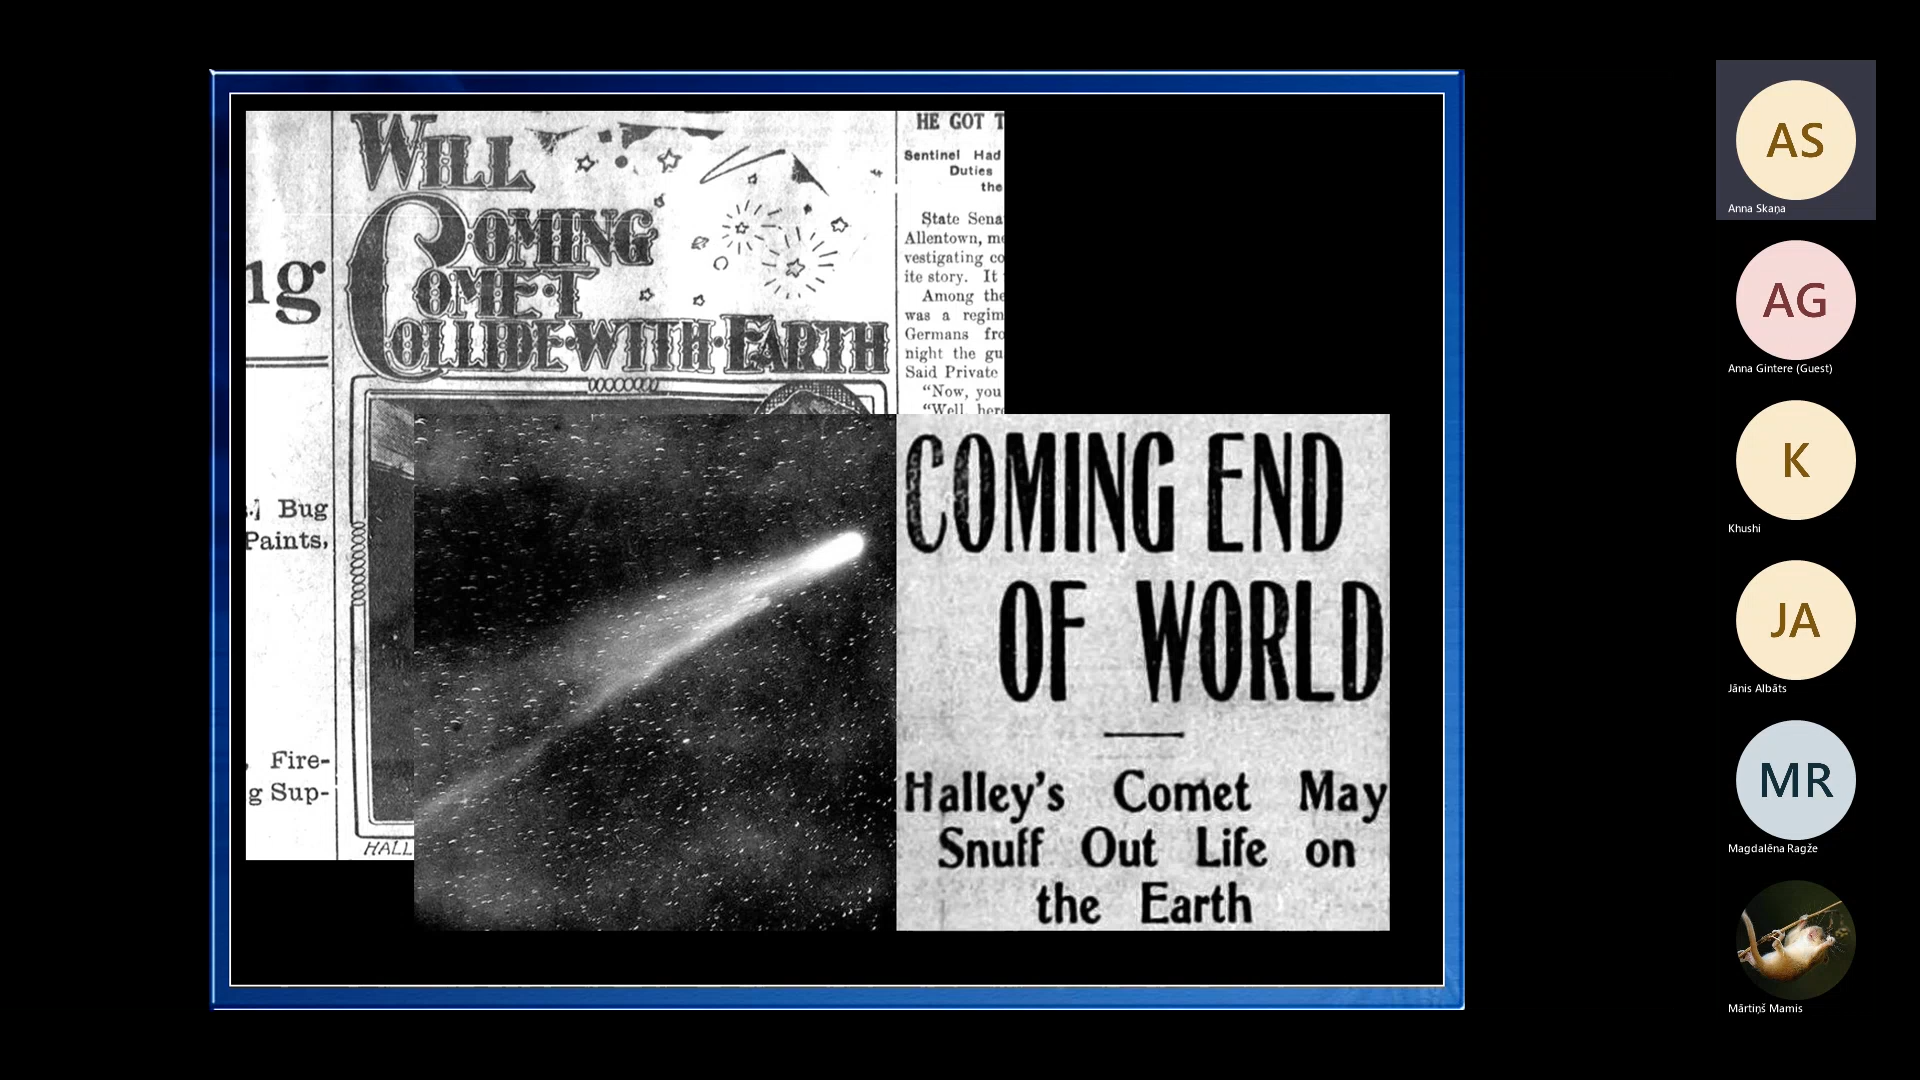 WILL
COMING
COMET
COLLIDE·WITH·EARTH
ng
Bug
Paints,
Fire-
g Sup-
HALL
HE GOT T
Sentinel Had
Duties
the
State Sena
Allentown, me
vestigating co
ite story. It
Among the
was a regim
Germans fro
night the gu
Said Private
“Now, you
“Well here
COMING END
OF WORLD
Halley's Comet May
Snuff Out Life on
the Earth
AS
Anna Skaņa
AG
Anna Gintere (Guest)
K
Khushi
JA
Jānis Albāts
MR
Magdalēna Ragže
Mārtiņš Mamis